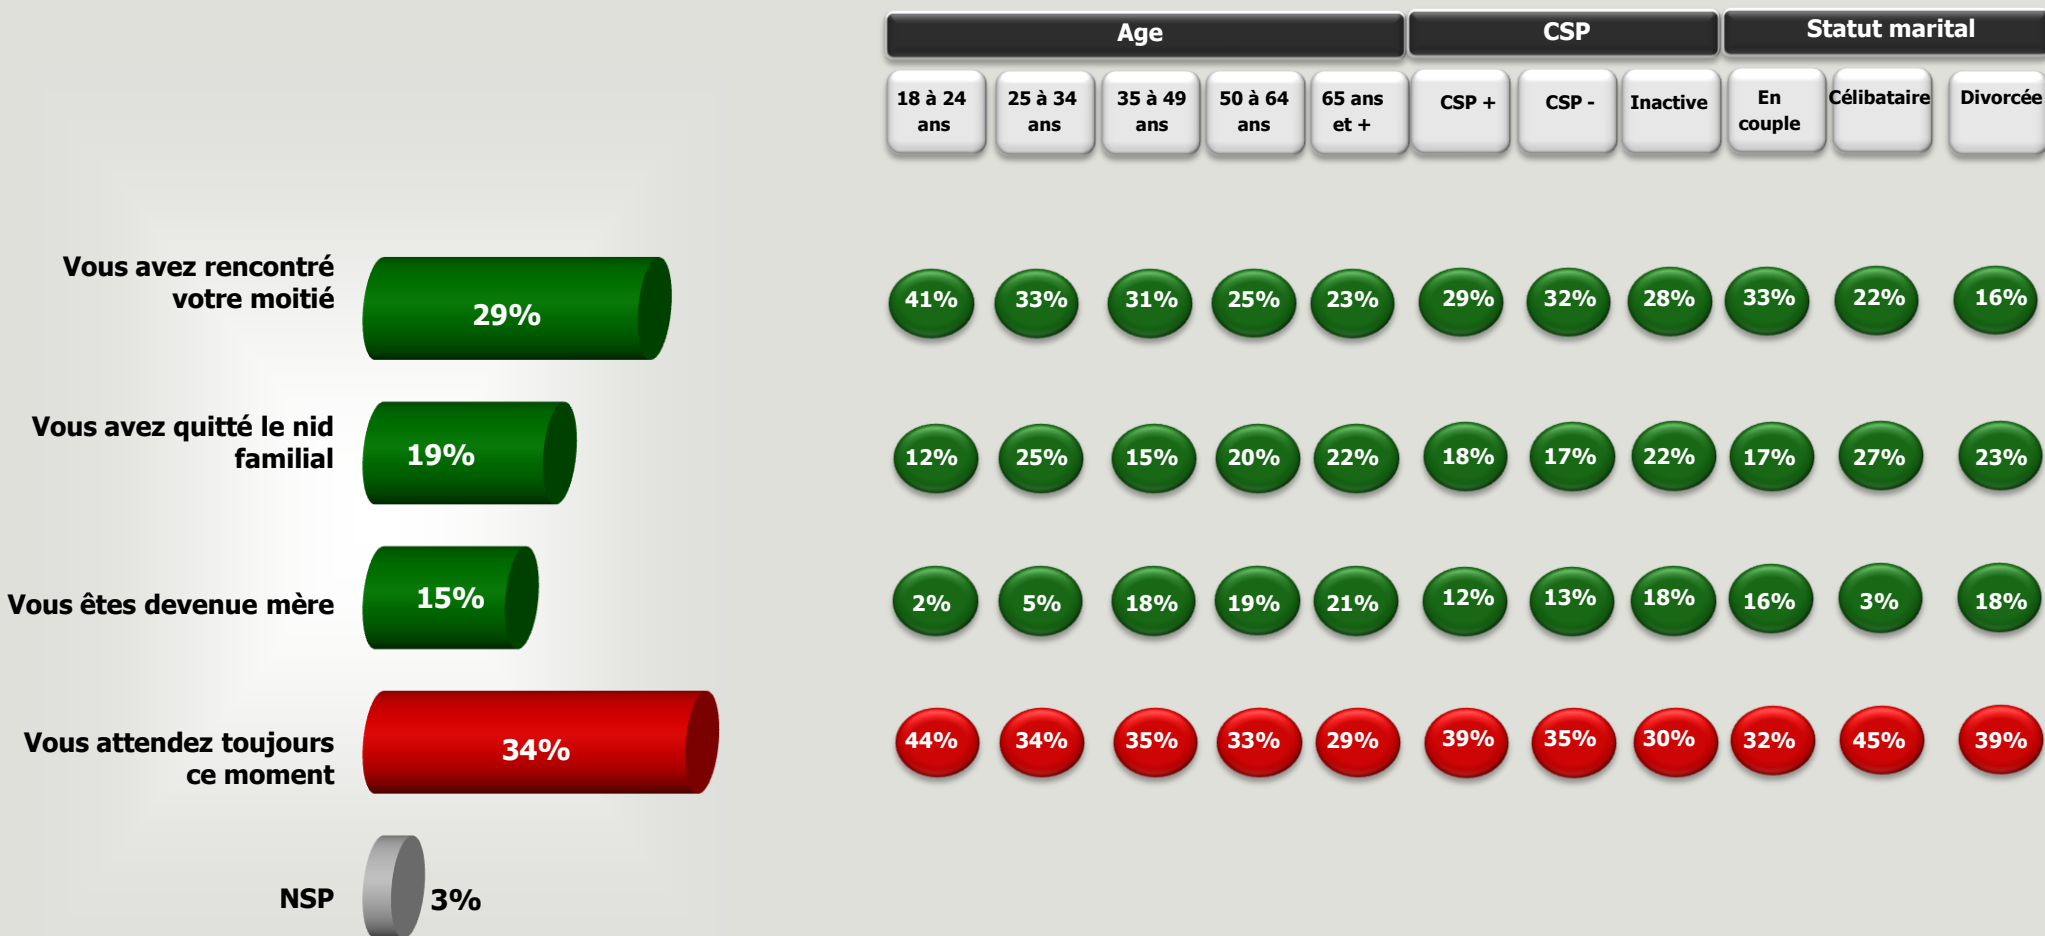 Age CSP Statut marital
18 à 24 ans
25 à 34 ans
35 à 49 ans
50 à 64 ans
65 ans et +
CSP +
CSP -
Inactive
En couple
Célibataire
Divorcée
Vous avez rencontré
votre moitié
29%
41% 33% 31% 25% 23% 29% 32% 28% 33% 22% 16%
Vous avez quitté le nid
familial
19%
12% 25% 15% 20% 22% 18% 17% 22% 17% 27% 23%
Vous êtes devenue mère
15%
2% 5% 18% 19% 21% 12% 13% 18% 16% 3% 18%
Vous attendez toujours
ce moment
34%
44% 34% 35% 33% 29% 39% 35% 30% 32% 45% 39%
NSP
3%